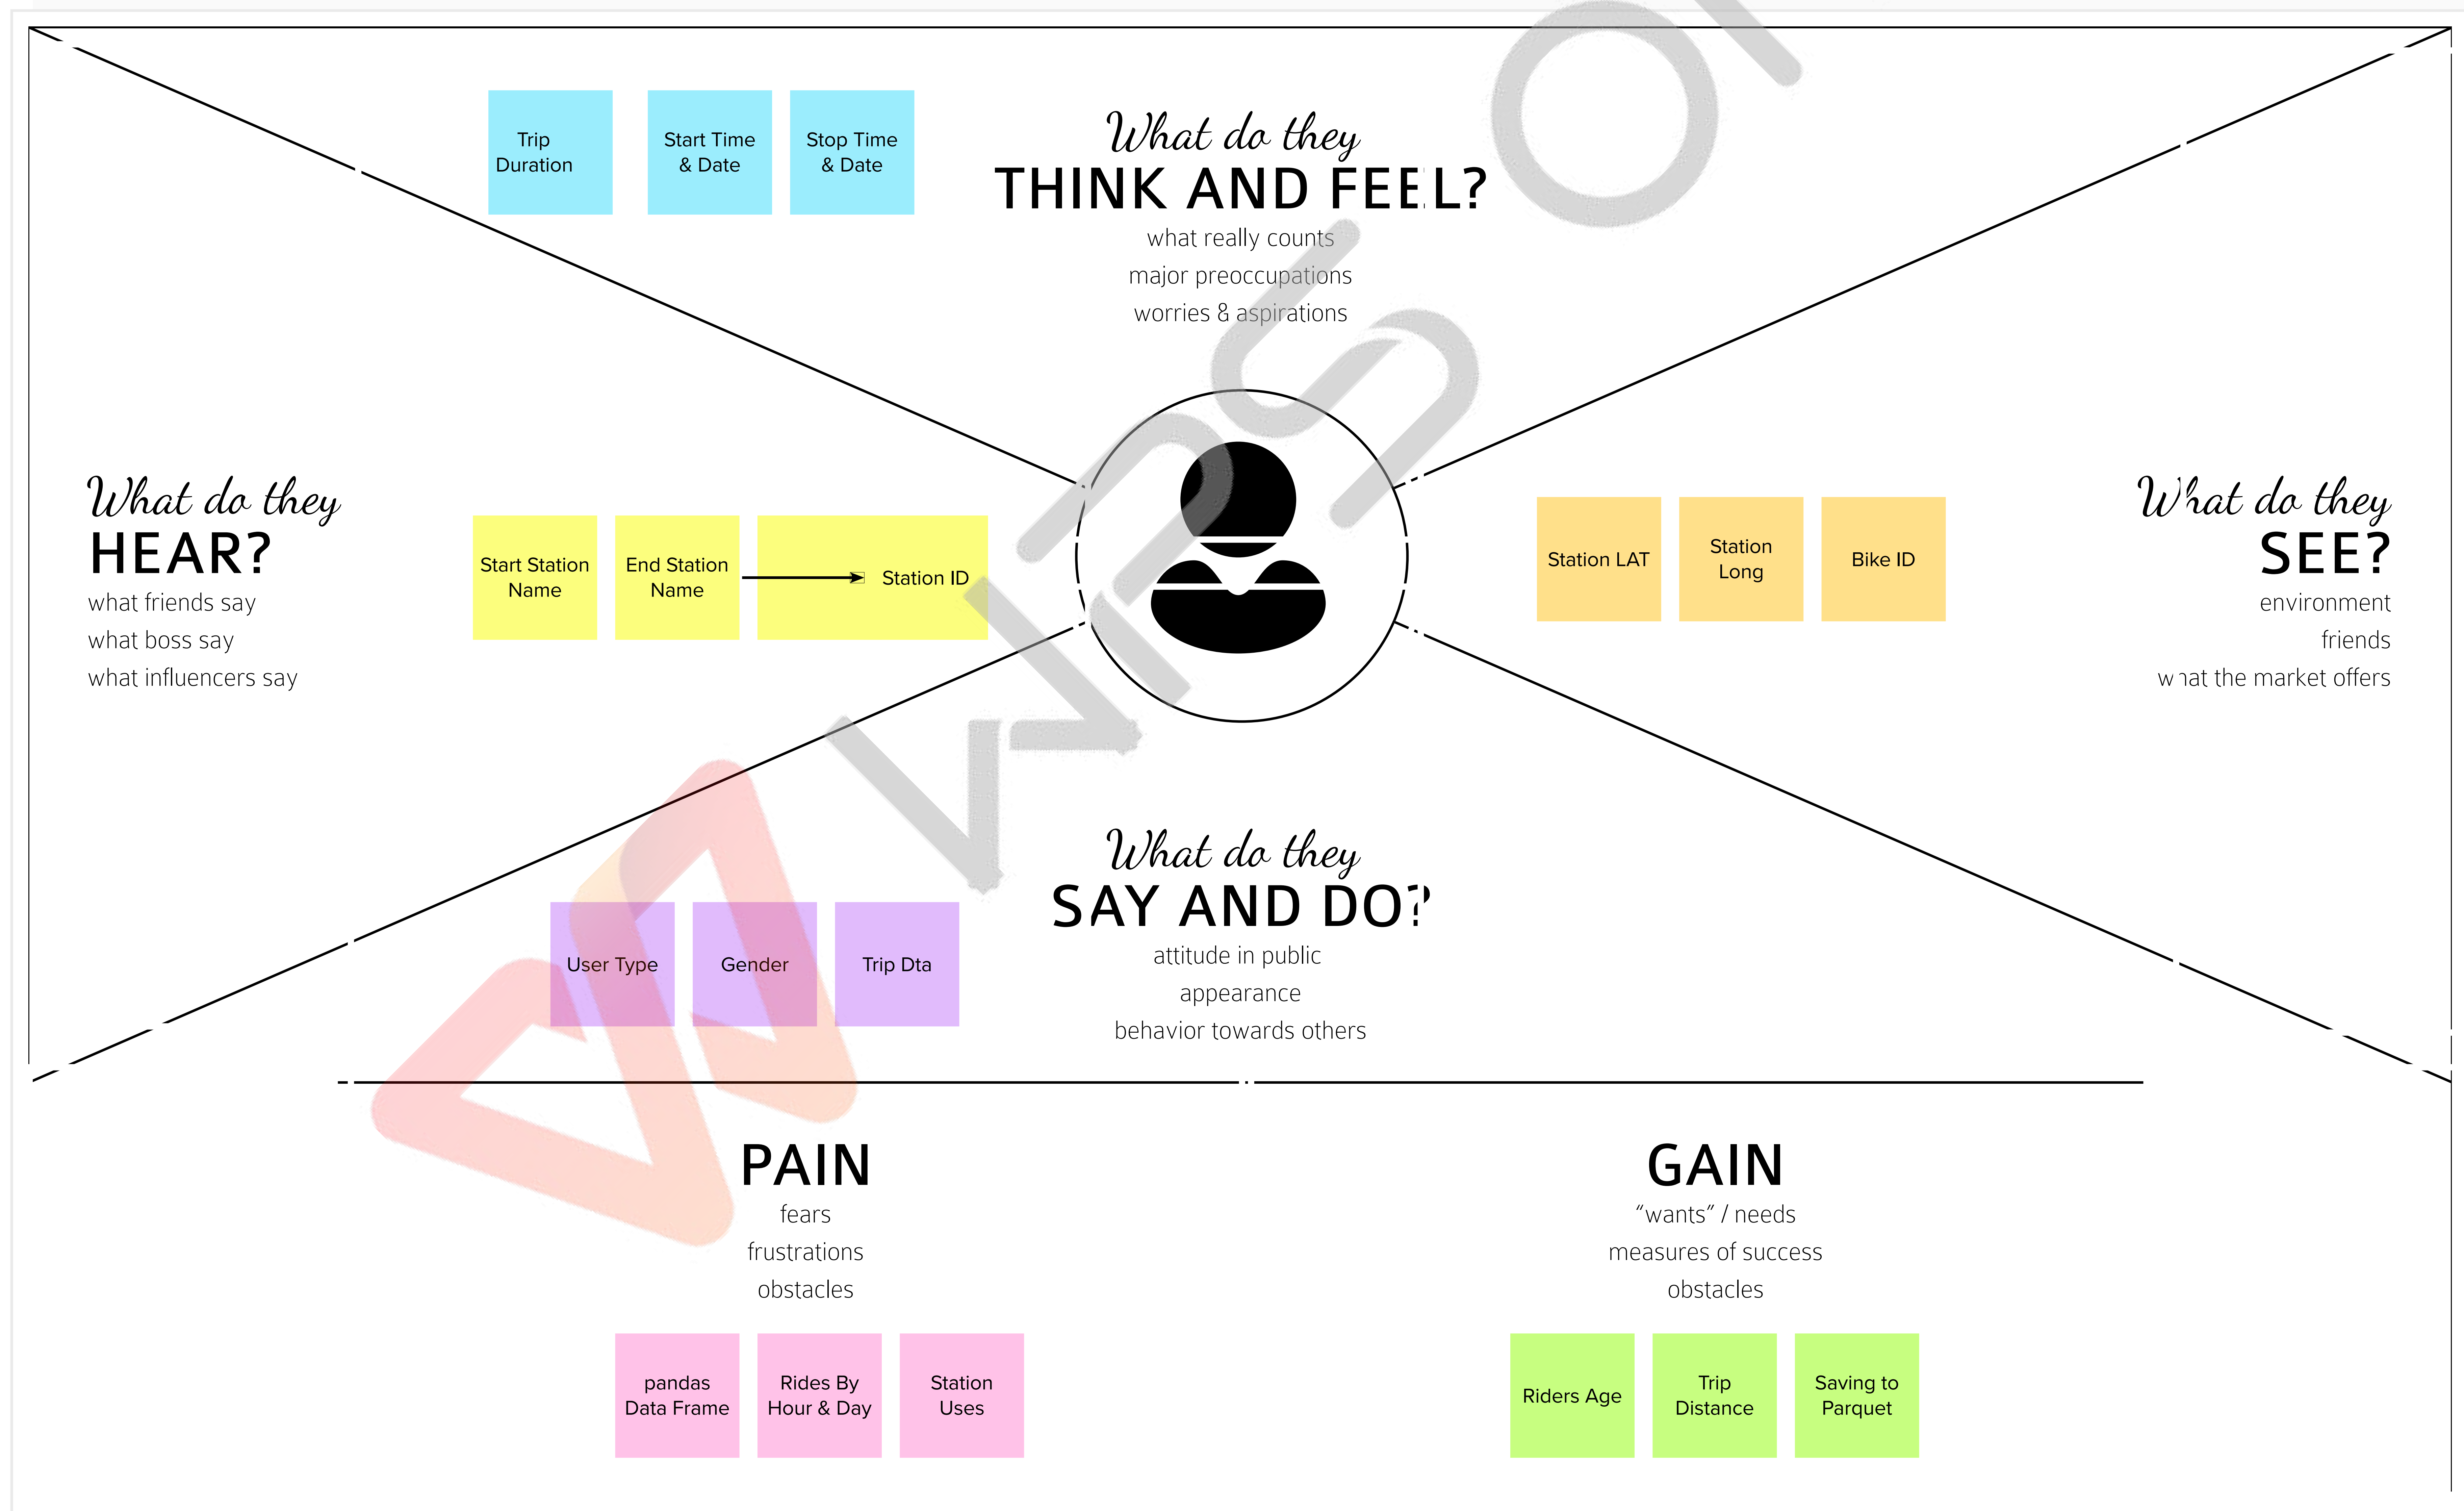 Trip
Duration
Start Time
& Date
Stop Time
& Date
What do they
THINK AND FEEL?
what really counts
major preoccupations
worries & aspirations
What do they
HEAR?
what friends say
what boss say
what influencers say
Start Station
Name
End Station
Name
Station ID
Station LAT
Station
Long
Bike ID
What do they
SEE?
environment
friends
what the market offers
What do they
SAY AND DO?
attitude in public
appearance
behavior towards others
User Type
Gender
Trip Dta
PAIN
fears
frustrations
obstacles
pandas
Data Frame
Rides By
Hour & Day
Station
Uses
GAIN
“wants” / needs
measures of success
obstacles
Riders Age
Trip
Distance
Saving to
Parquet